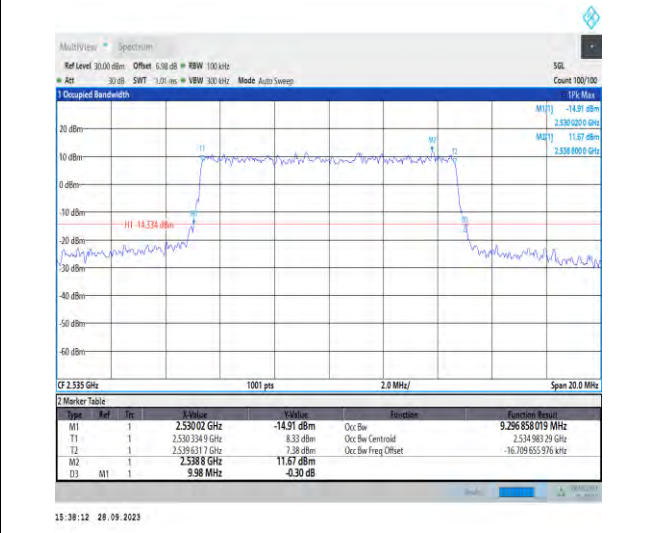 MultiView Spectrum
Ref Level 30.00 dBm Offset 6.98 dB RBW 100 kHz SGL
Att 30 dB SWT 1.01 ms VBW 300 kHz Mode Auto Sweep Count 100/100
1 Occupied Bandwidth 1Pk Max
M1[1] -14.91 dBm
2.530 020 0 GHz
20 dBm M2[1] 11.67 dBm
2.538 800 0 GHz
T1 M2 T2
10 dBm
0 dBm
-10 dBm
M1
H1 -14.334 dBm
-20 dBm
-30 dBm
-40 dBm
-50 dBm
-60 dBm
CF 2.535 GHz 1001 pts 2.0 MHz/ Span 20.0 MHz
2 Marker Table
Type Ref Trc X-Value Y-Value Function Function Result
M1 1 2.53002 GHz -14.91 dBm Occ Bw 9.296 858 019 MHz
T1 1 2.530 334 9 GHz 8.33 dBm Occ Bw Centroid 2.534 983 29 GHz
T2 1 2.539 631 7 GHz 7.38 dBm Occ Bw Freq Offset -16.709 655 976 kHz
M2 1 2.5388 GHz 11.67 dBm
D3 M1 1 9.98 MHz -0.30 dB
15:38:12 28.09.2023